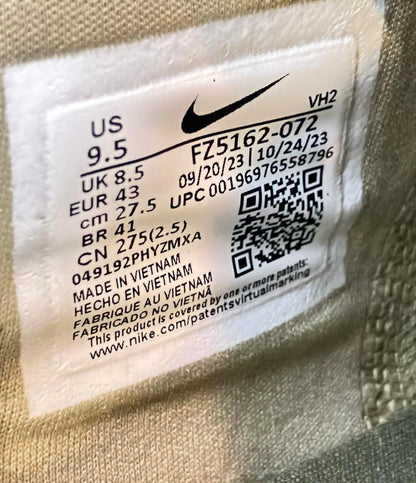 VH2
US
9.5
FZ5162-072
UK 8.5
09/20/23 | 10/24/23
EUR 43
UPC 00196976558796
cm 27.5
BR 41
CN 275(2.5)
049192PHYZMXA
MADE IN VIETNAM
HECHO EN VIETNAM
FABRIQUE AU VIETNAM
FABRICADO NO VIETNÃ
This product is covered by one or more patents:
www.nike.com/patentsvirtualmarking